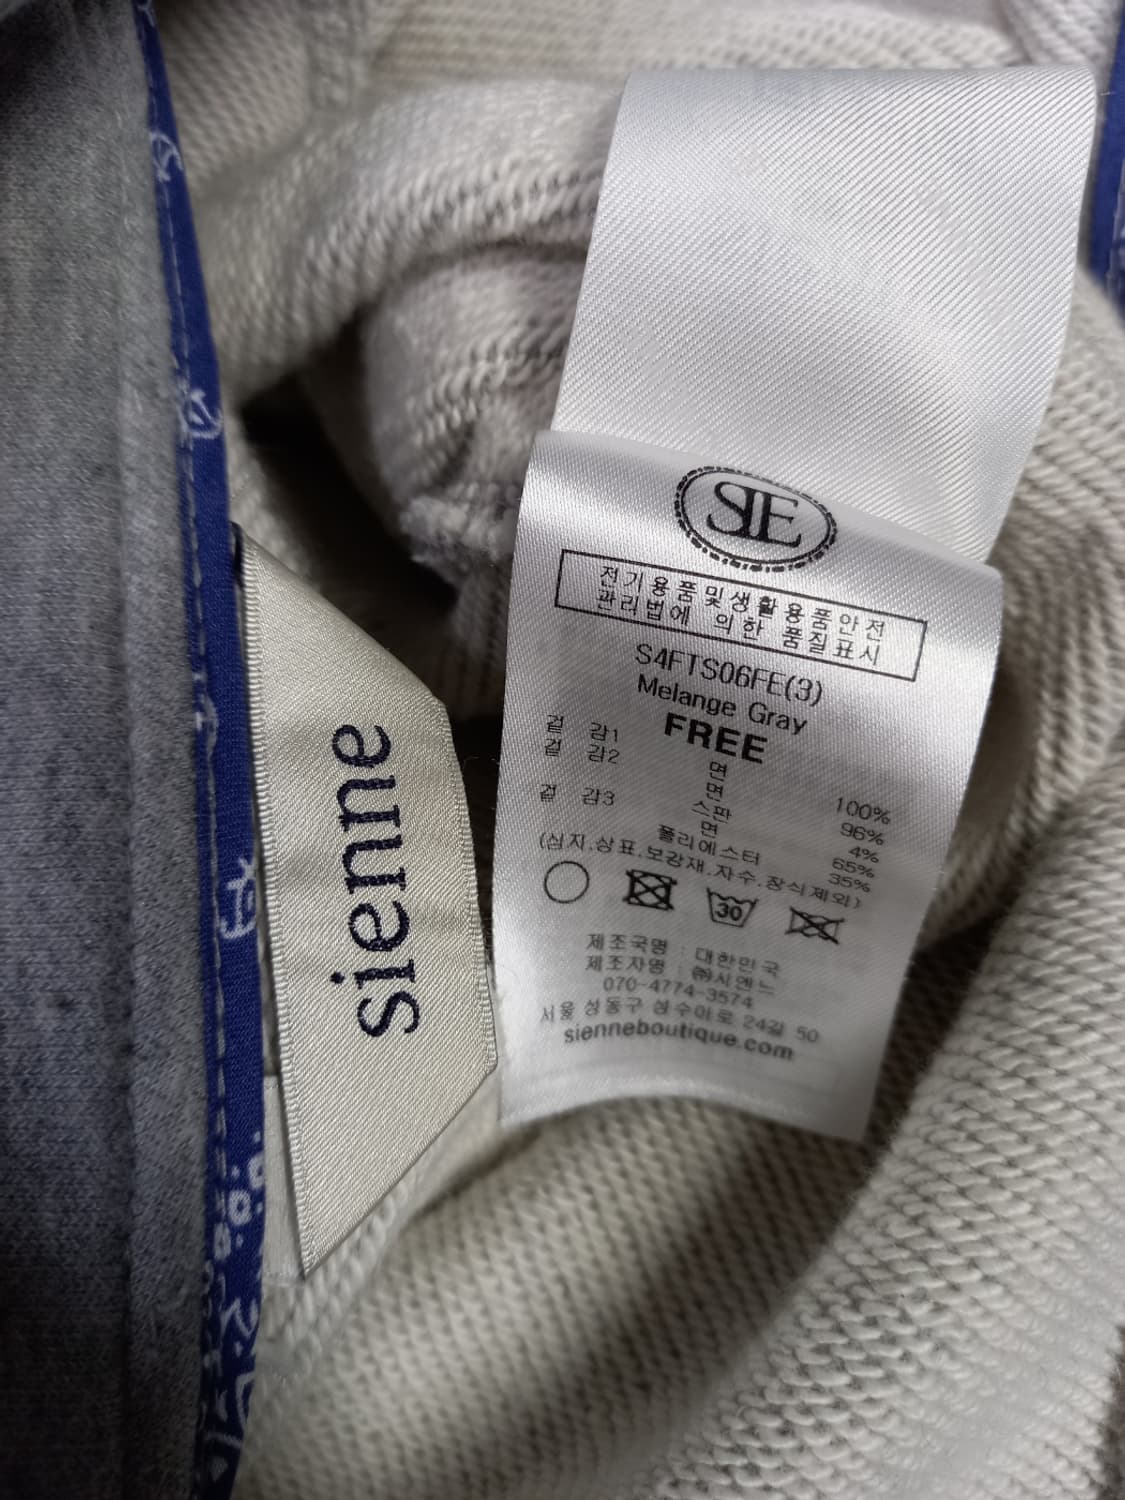 SIE
전기용품및생활용품안전
관리법에 의한 품질표시
S4FTS06FE(3)
Melange Gray
FREE
겉 감1 면 100%
겉 감2 면 96%
스판 4%
겉 감3 면 65%
폴리에스터 35%
(심지,상표,보강재,자수,장식제외)
30
제조국명 : 대한민국
제조자명 : ㈜시엔느
070-4774-3574
서울 성동구 성수이로 24길 50
sienneboutique.com
sienne